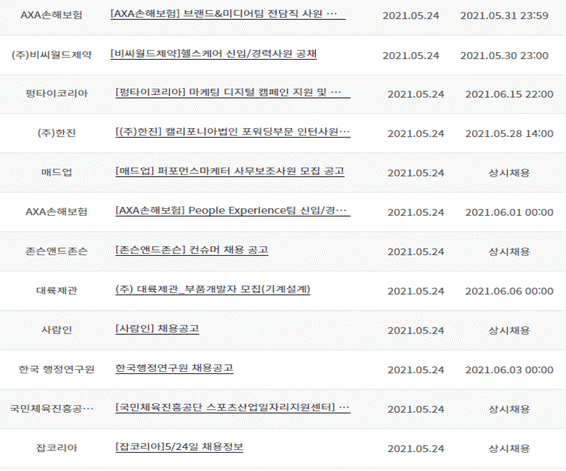 AXA손해보험 [AXA손해보험] 브랜드&미디어팀 전담직 사원 ⋯ 2021.05.24 2021.05.31 23:59
(주)비씨월드제약 [비씨월드제약]헬스케어 신입/경력사원 공채 2021.05.24 2021.05.30 23:00
펑타이코리아 [펑타이코리아] 마케팅 디지털 캠페인 지원 및 ⋯ 2021.05.24 2021.06.15 22:00
(주)한진 [(주)한진] 캘리포니아법인 포워딩부문 인턴사원⋯ 2021.05.24 2021.05.28 14:00
매드업 [매드업] 퍼포먼스마케터 사무보조사원 모집 공고 2021.05.24 상시채용
AXA손해보험 [AXA손해보험] People Experience팀 신입/경⋯ 2021.05.24 2021.06.01 00:00
존슨앤드존슨 [존슨앤드존슨] 컨슈머 채용 공고 2021.05.24 상시채용
대륙제관 (주) 대륙제관_부품개발자 모집(기계설계) 2021.05.24 2021.06.06 00:00
사람인 [사람인] 채용공고 2021.05.24 상시채용
한국 행정연구원 한국행정연구원 채용공고 2021.05.24 2021.06.03 00:00
국민체육진흥공⋯ [국민체육진흥공단 스포츠산업일자리지원센터] ⋯ 2021.05.24 상시채용
잡코리아 [잡코리아]5/24일 채용정보 2021.05.24 상시채용